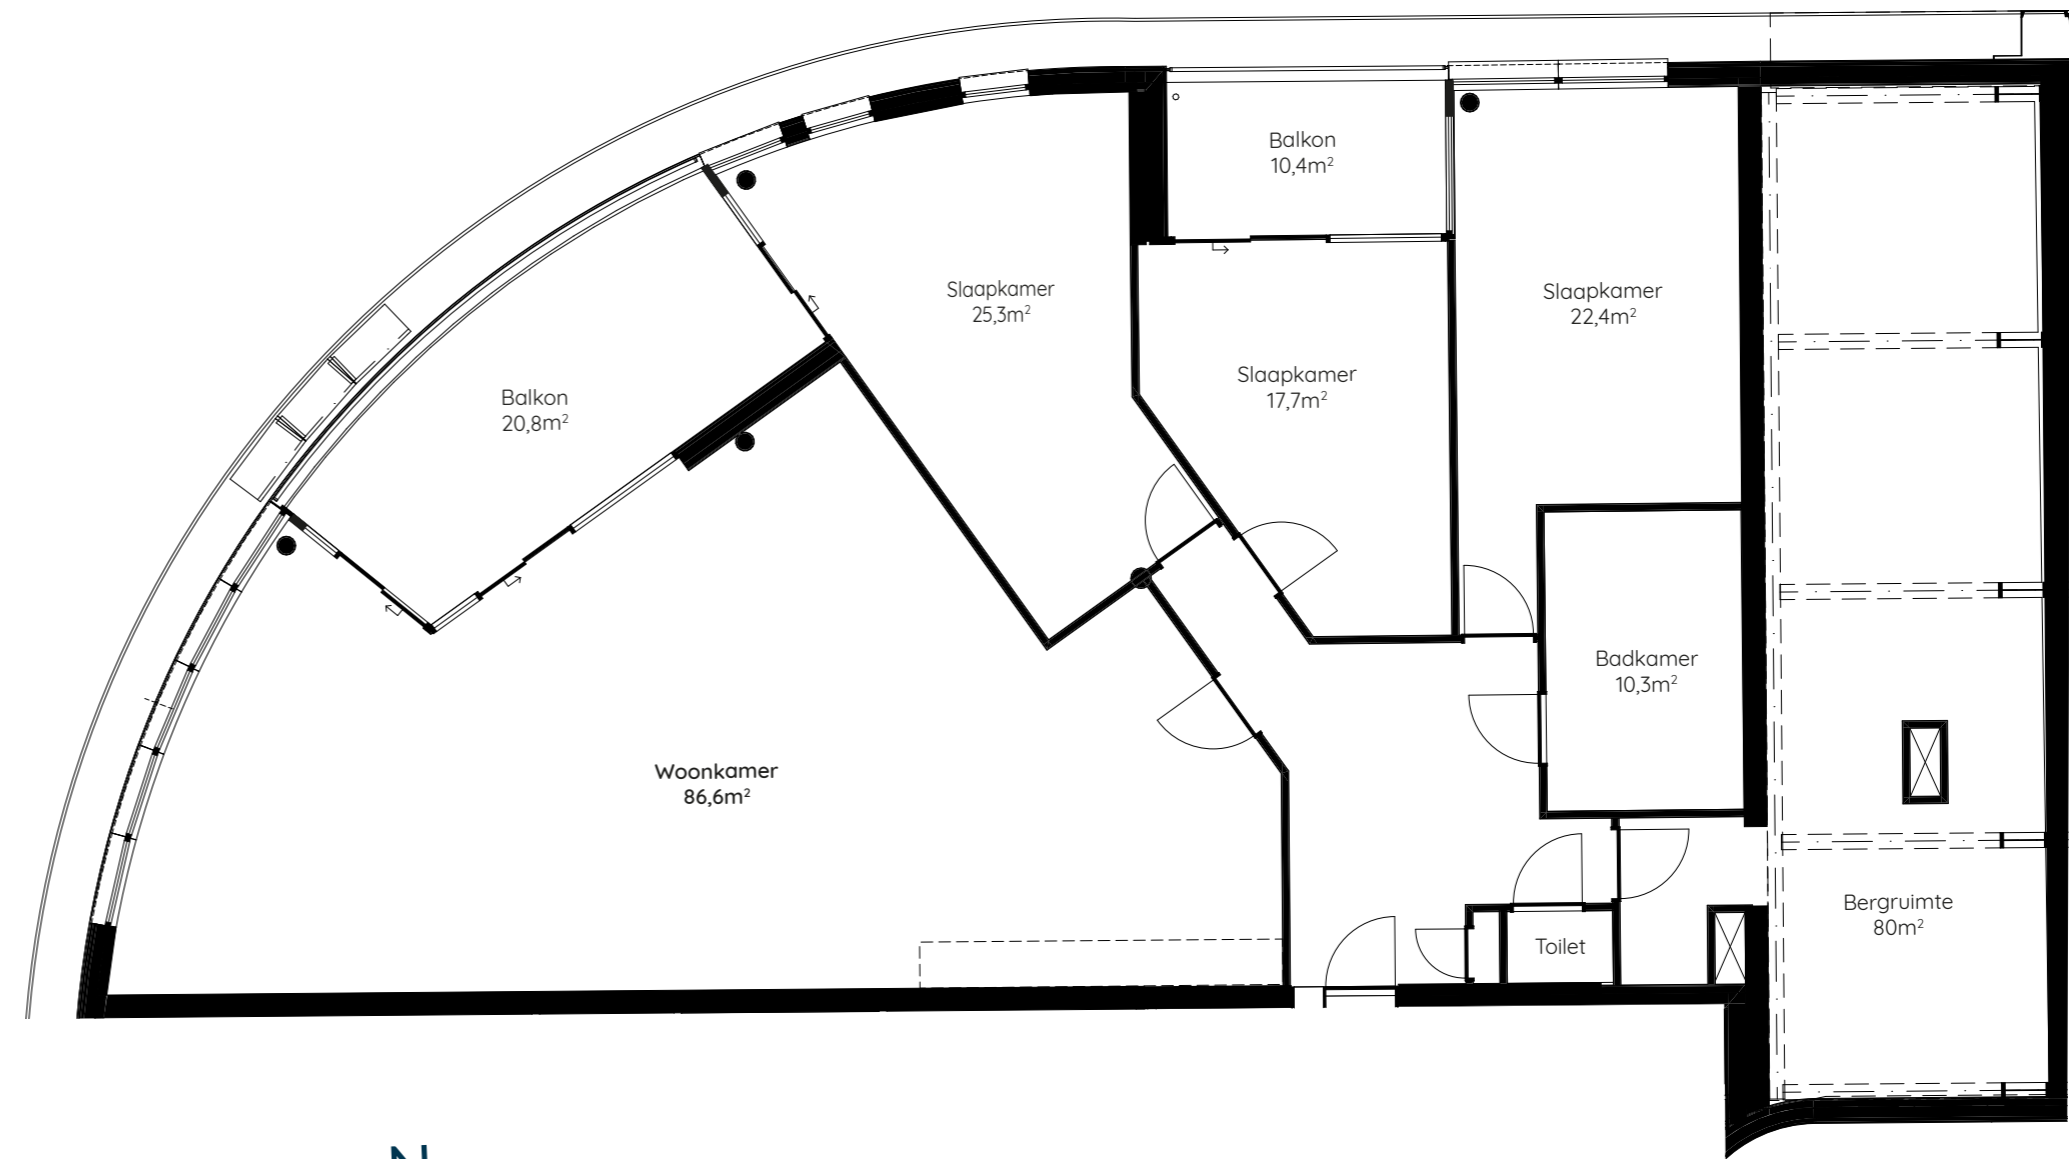 Balkon
10,4m²
Slaapkamer
25,3m²
Slaapkamer
22,4m²
Slaapkamer
17,7m²
Balkon
20,8m²
Badkamer
10,3m²
Woonkamer
86,6m²
Bergruimte
80m²
Toilet
N